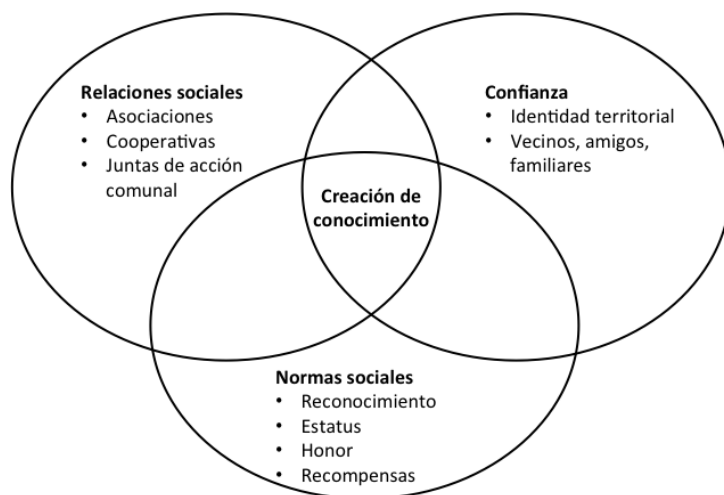 Relaciones sociales
• Asociaciones
• Cooperativas
• Juntas de acción
comunal
Confianza
• Identidad territorial
• Vecinos, amigos,
familiares
Creación de
conocimiento
Normas sociales
• Reconocimiento
• Estatus
• Honor
• Recompensas